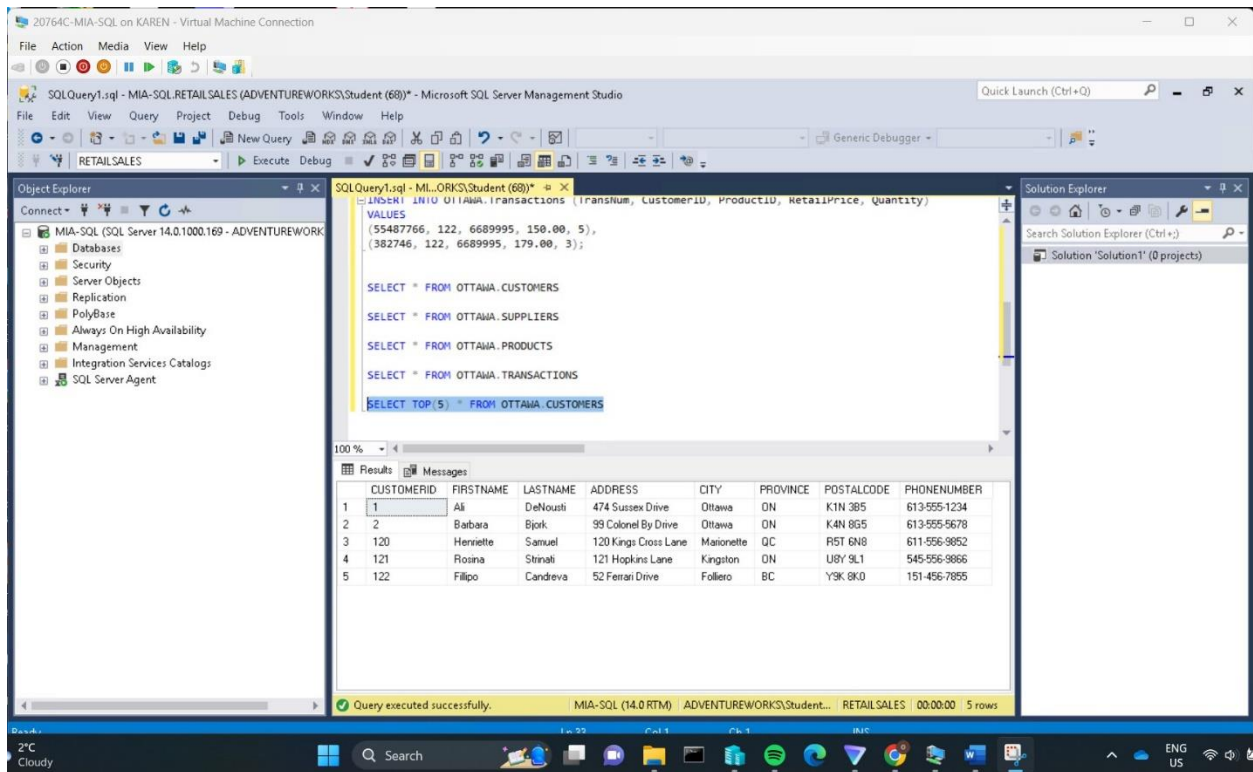 20764C-MIA-SQL on KAREN - Virtual Machine Connection
File Action Media View Help
SQLQuery1.sql - MIA-SQL.RETAILSALES (ADVENTUREWORKS\Student (68))* - Microsoft SQL Server Management Studio
Quick Launch (Ctrl+Q)
File Edit View Query Project Debug Tools Window Help
New Query
Generic Debugger
RETAILSALES
Execute Debug
Object Explorer
Connect
MIA-SQL (SQL Server 14.0.1000.169 - ADVENTUREWORK
Databases
Security
Server Objects
Replication
PolyBase
Always On High Availability
Management
Integration Services Catalogs
SQL Server Agent
SQLQuery1.sql - MI...ORKS\Student (68))*
INSERT INTO OTTAWA.Transactions (TransNum, CustomerID, ProductID, RetailPrice, Quantity)
VALUES
(55487766, 122, 6689995, 150.00, 5),
(382746, 122, 6689995, 179.00, 3);
SELECT * FROM OTTAWA.CUSTOMERS
SELECT * FROM OTTAWA.SUPPLIERS
SELECT * FROM OTTAWA.PRODUCTS
SELECT * FROM OTTAWA.TRANSACTIONS
SELECT TOP(5) * FROM OTTAWA.CUSTOMERS
100 %
Results Messages
CUSTOMERID FIRSTNAME LASTNAME ADDRESS CITY PROVINCE POSTALCODE PHONENUMBER
1 1 Ali DeNousti 474 Sussex Drive Ottawa ON K1N 3B5 613-555-1234
2 2 Barbara Bjork 99 Colonel By Drive Ottawa ON K4N 8G5 613-555-5678
3 120 Henriette Samuel 120 Kings Cross Lane Marionette QC R5T 6N8 611-556-9852
4 121 Rosina Strinati 121 Hopkins Lane Kingston ON U8Y 9L1 545-556-9866
5 122 Fillipo Candreva 52 Ferrari Drive Folliero BC Y9K 8K0 151-456-7855
Query executed successfully. MIA-SQL (14.0 RTM) ADVENTUREWORKS\Student... RETAILSALES 00:00:00 5 rows
Solution Explorer
Search Solution Explorer (Ctrl+;)
Solution 'Solution1' (0 projects)
Ready Ln 33 Col 1 Ch 1 INS
2°C
Cloudy
Search
ENG
US